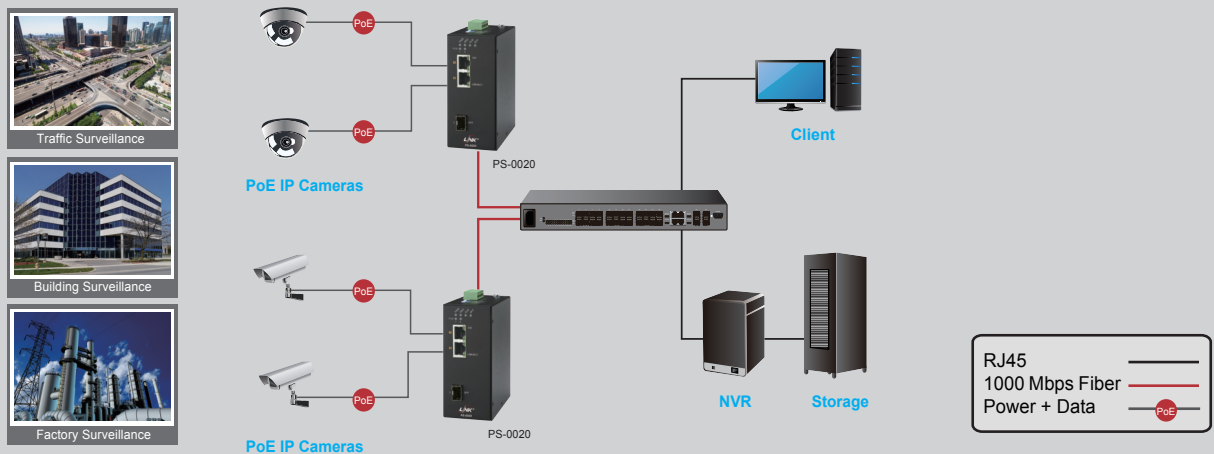 Traffic Surveillance
Building Surveillance
Factory Surveillance
PoE
PoE
PS-0020
PoE IP Cameras
PoE
PoE
PS-0020
PoE IP Cameras
Client
NVR
Storage
RJ45
1000 Mbps Fiber
Power + Data
PoE